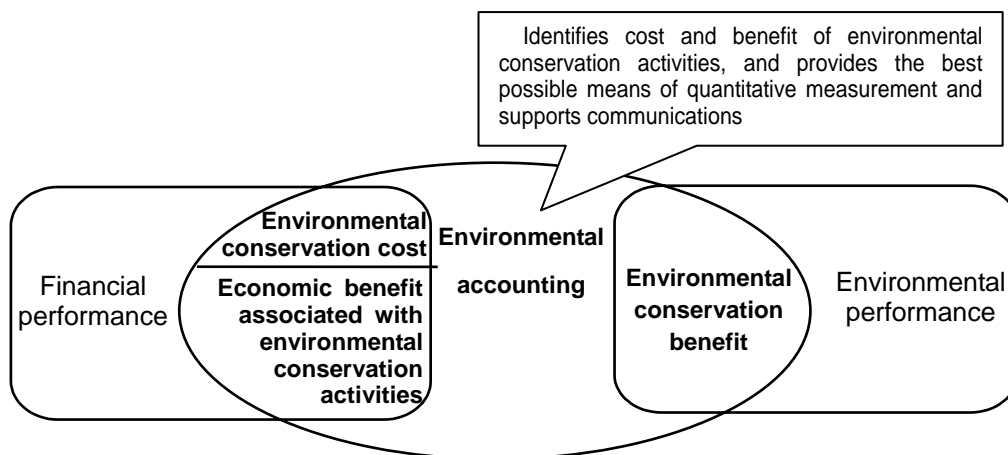 Identifies cost and benefit of environmental
conservation activities, and provides the best
possible means of quantitative measurement and
supports communications
Financial
performance
Environmental
conservation cost
Economic benefit
associated with
environmental
conservation
activities
Environmental
accounting
Environmental
conservation
benefit
Environmental
performance